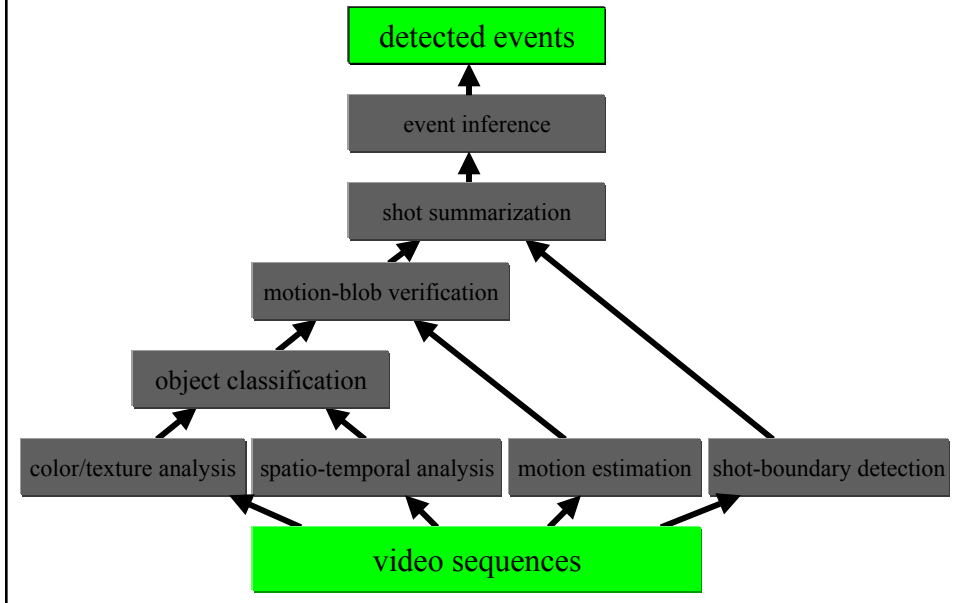 detected events
event inference
shot summarization
motion-blob verification
object classification
color/texture analysis
spatio-temporal analysis
motion estimation
shot-boundary detection
video sequences